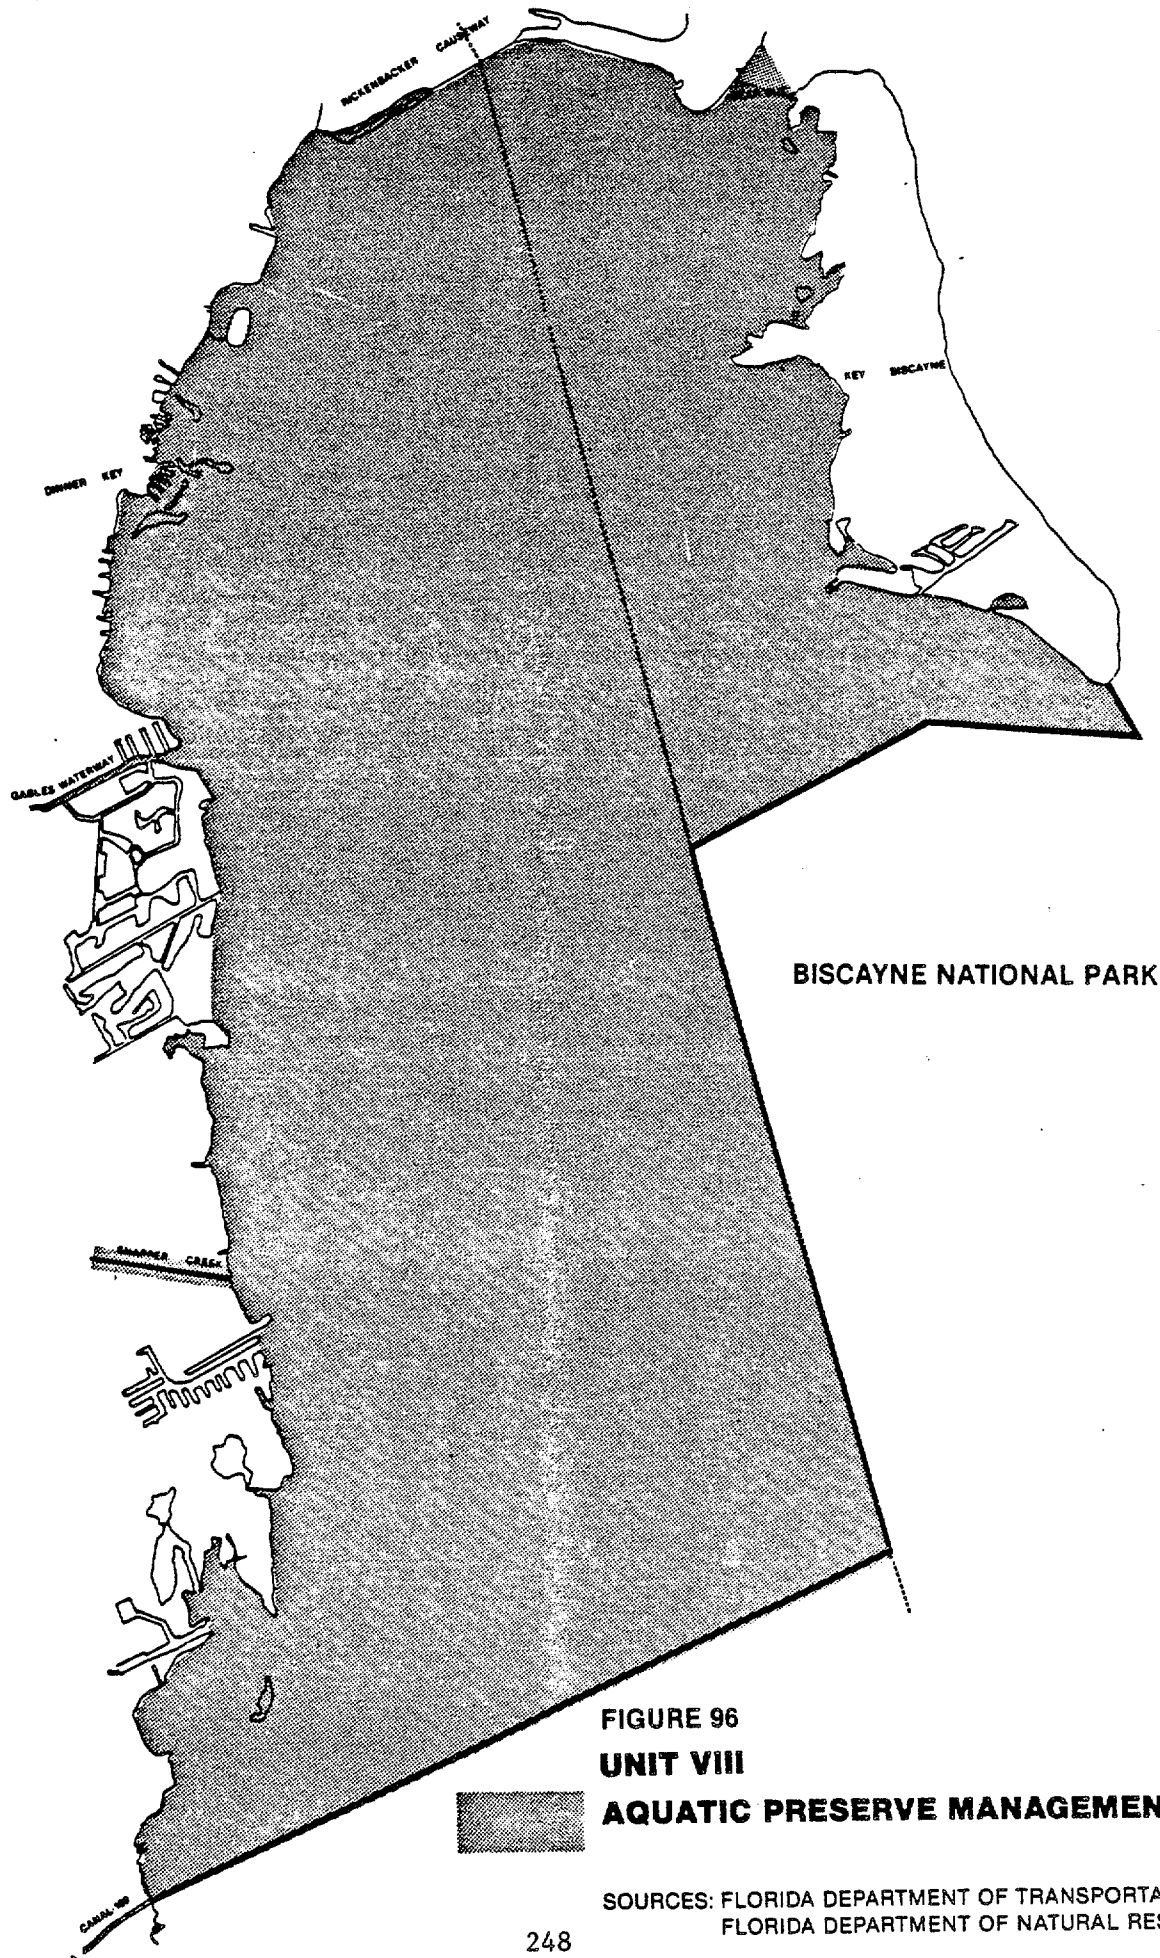 RICKENBACKER CAUSEWAY
KEY BISCAYNE
DINNER KEY
GABLES WATERWAY
BISCAYNE NATIONAL PARK
SNAPPER CREEK
FIGURE 96
UNIT VIII
AQUATIC PRESERVE MANAGEMEN
SOURCES: FLORIDA DEPARTMENT OF TRANSPORTA
FLORIDA DEPARTMENT OF NATURAL RES
CANAL-100
248